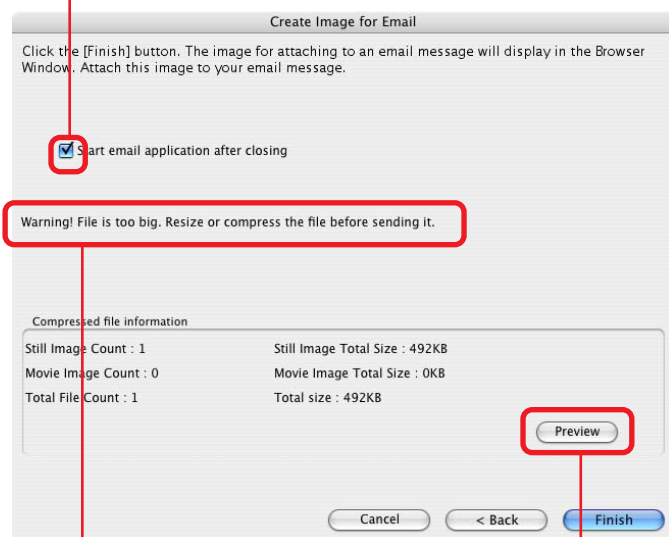 Create Image for Email
Click the [Finish] button. The image for attaching to an email message will display in the Browser
Window. Attach this image to your email message.
Start email application after closing
Warning! File is too big. Resize or compress the file before sending it.
Compressed file information
Still Image Count : 1 Still Image Total Size : 492KB
Movie Image Count : 0 Movie Image Total Size : 0KB
Total File Count : 1 Total size : 492KB
Preview
Cancel < Back Finish